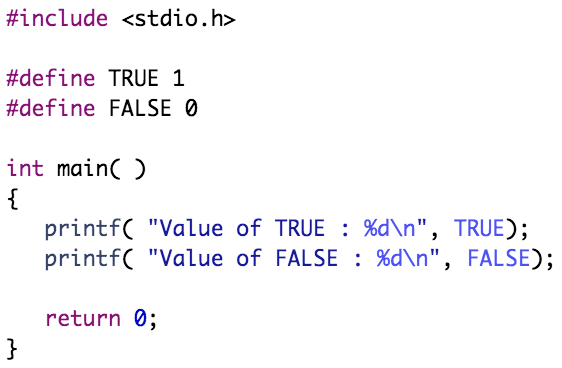 #include <stdio.h>

#define TRUE 1
#define FALSE 0

int main( )
{
   printf( "Value of TRUE : %d\n", TRUE);
   printf( "Value of FALSE : %d\n", FALSE);

   return 0;
}